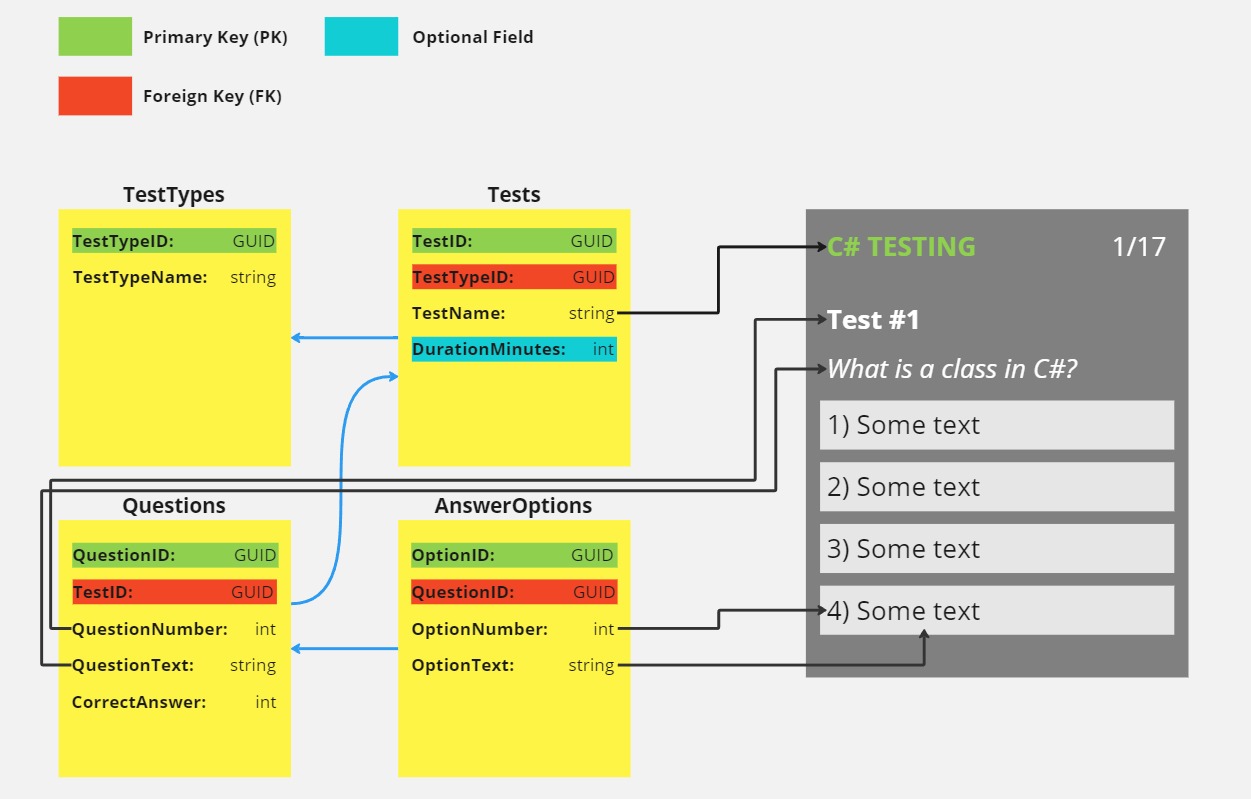 Primary Key (PK)
Optional Field
Foreign Key (FK)
TestTypes
TestTypeID: GUID
TestTypeName: string
Tests
TestID: GUID
TestTypeID: GUID
TestName: string
DurationMinutes: int
Questions
QuestionID: GUID
TestID: GUID
QuestionNumber: int
QuestionText: string
CorrectAnswer: int
AnswerOptions
OptionID: GUID
QuestionID: GUID
OptionNumber: int
OptionText: string
C# TESTING 1/17
Test #1
What is a class in C#?
1) Some text
2) Some text
3) Some text
4) Some text